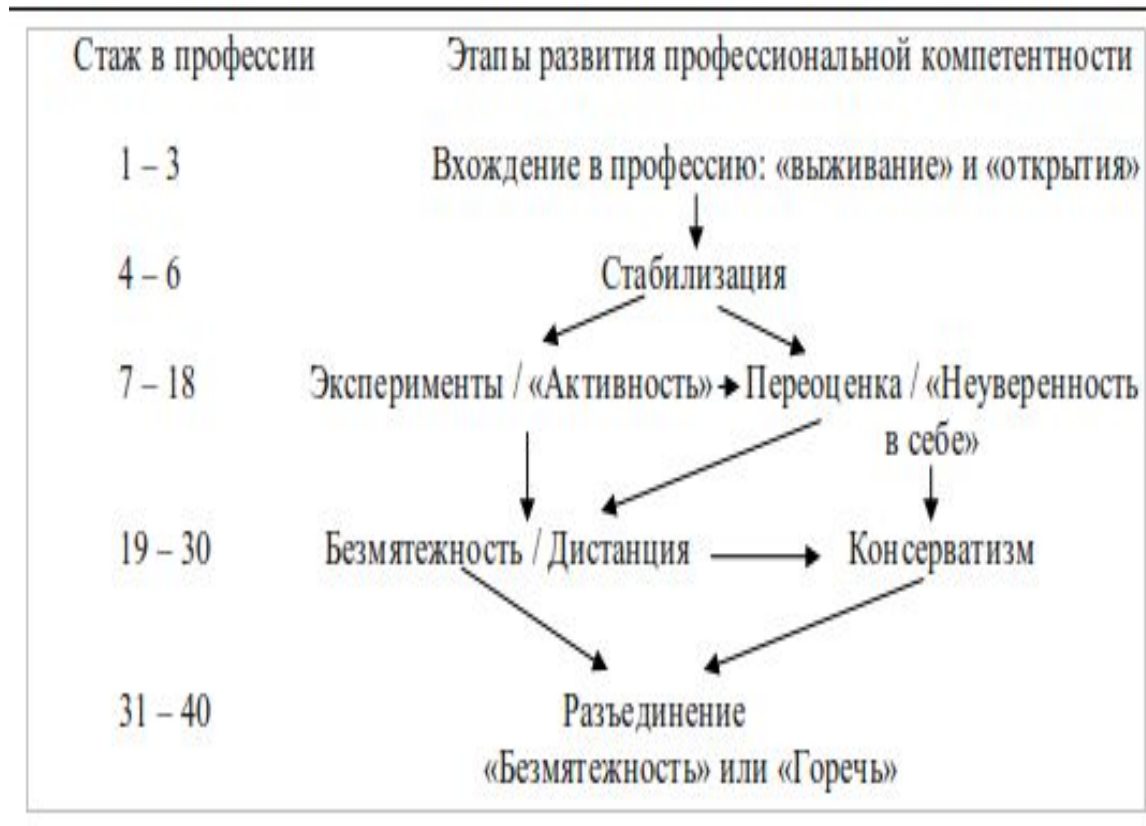 Стаж в профессии Этапы развития профессиональной компетентности
1 – 3 Вхождение в профессию: «выживание» и «открытия»
4 – 6 Стабилизация
7 – 18 Эксперименты / «Активность» Переоценка / «Неуверенность
в себе»
19 – 30 Безмятежность / Дистанция Консерватизм
31 – 40 Разъединение
«Безмятежность» или «Горечь»